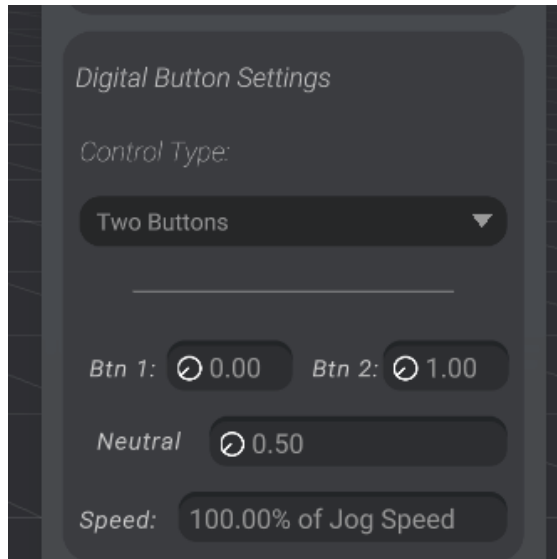 Digital Button Settings
Control Type:
Two Buttons
Btn 1: 0.00 Btn 2: 1.00
Neutral 0.50
Speed: 100.00% of Jog Speed